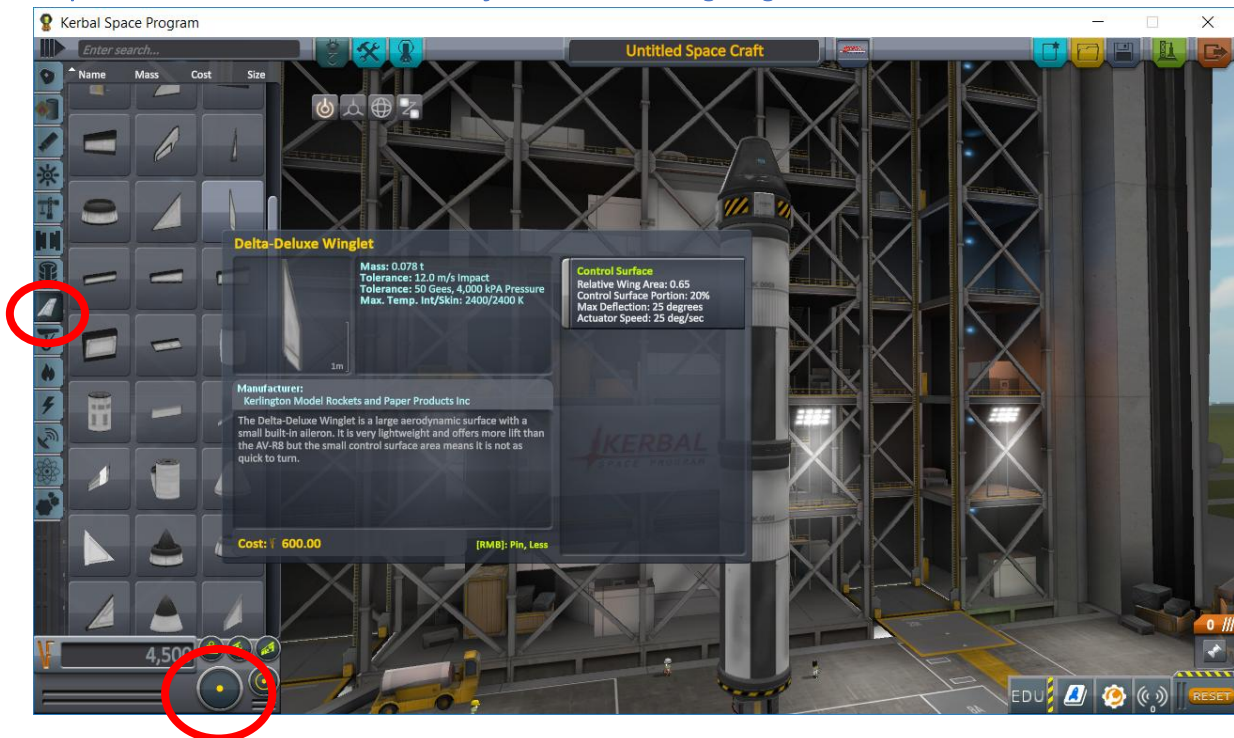 Kerbal Space Program
Enter search...
Untitled Space Craft
Name Mass Cost Size
Delta-Deluxe Winglet
Mass: 0.078 t
Tolerance: 12.0 m/s Impact
Tolerance: 50 Gees, 4,000 kPA Pressure
Max. Temp. Int/Skin: 2400/2400 K
1m
Control Surface
Relative Wing Area: 0.65
Control Surface Portion: 20%
Max Deflection: 25 degrees
Actuator Speed: 25 deg/sec
Manufacturer:
Kerlington Model Rockets and Paper Products Inc
The Delta-Deluxe Winglet is a large aerodynamic surface with a
small built-in aileron. It is very lightweight and offers more lift than
the AV-R8 but the small control surface area means it is not as
quick to turn.
KERBAL
SPACE PROGRAM
Cost: 600.00
[RMB]: Pin, Less
0
4,500
EDU
0
RESET